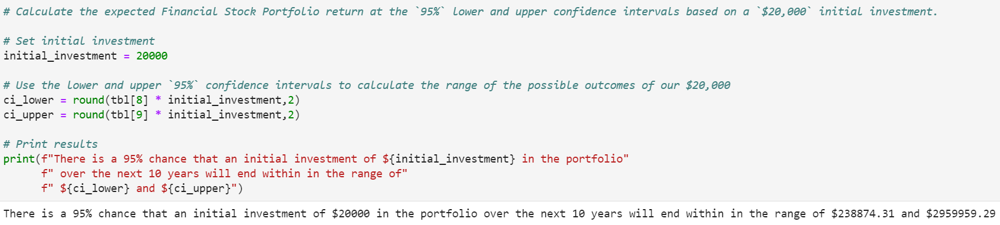 # Calculate the expected Financial Stock Portfolio return at the `95%` lower and upper confidence intervals based on a `$20,000` initial investment.
# Set initial investment
initial_investment = 20000
# Use the lower and upper `95%` confidence intervals to calculate the range of the possible outcomes of our $20,000
ci_lower = round(tbl[8] * initial_investment,2)
ci_upper = round(tbl[9] * initial_investment,2)
# Print results
print(f"There is a 95% chance that an initial investment of ${initial_investment} in the portfolio"
      f" over the next 10 years will end within in the range of"
      f" ${ci_lower} and ${ci_upper}")
There is a 95% chance that an initial investment of $20000 in the portfolio over the next 10 years will end within in the range of $238874.31 and $2959959.29